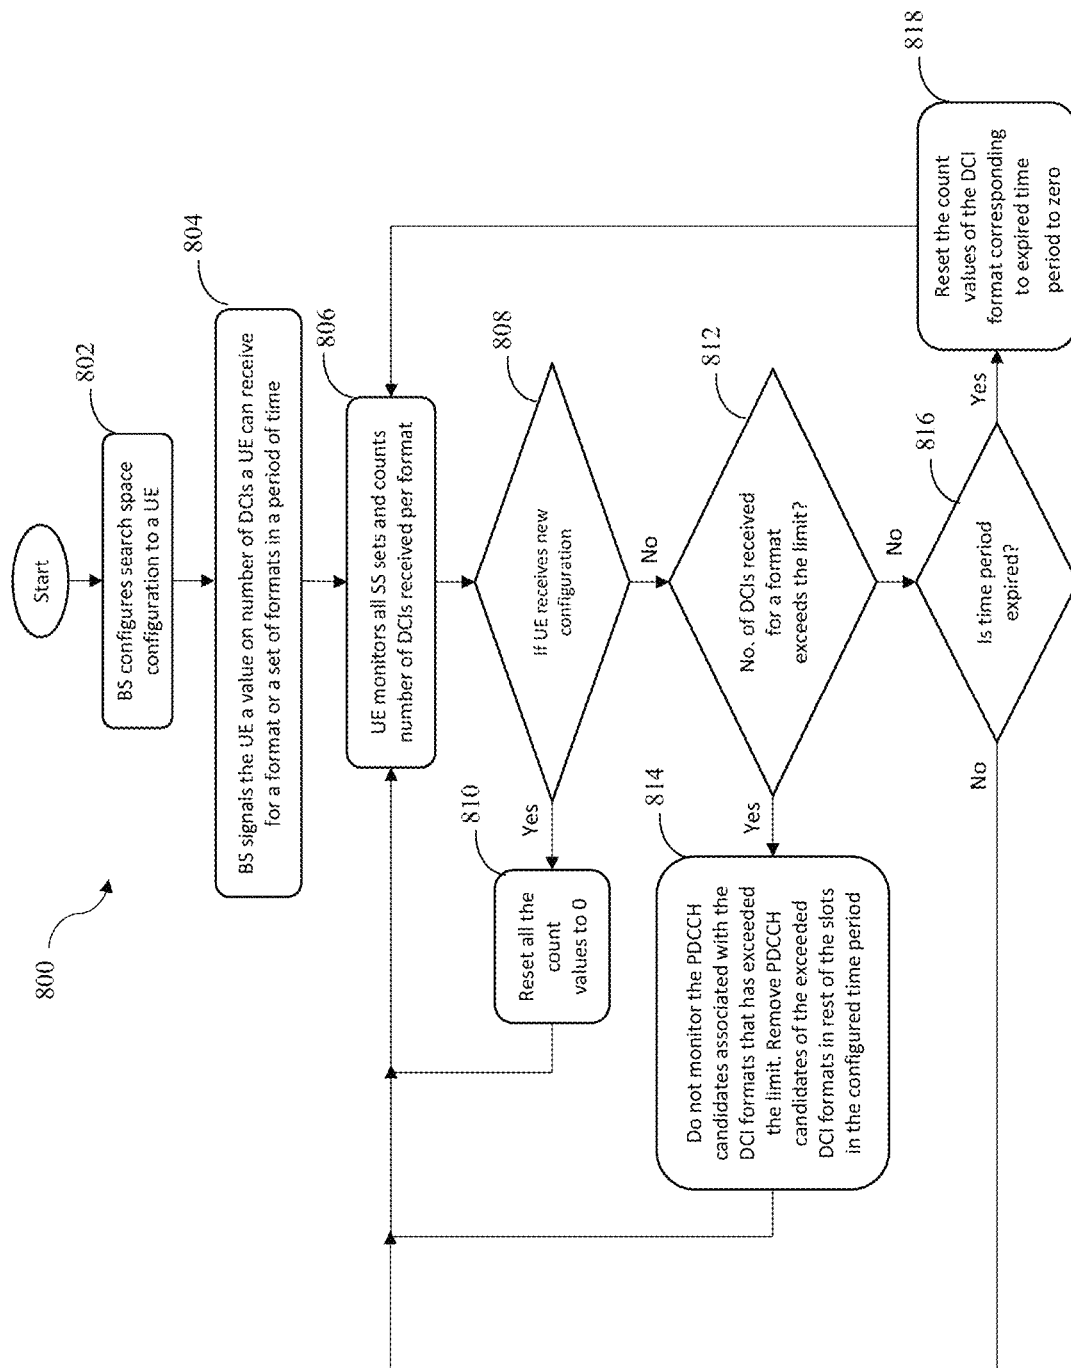 800
Start
802
BS configures search space
configuration to a UE
804
BS signals the UE a value on number of DCIs a UE can receive
for a format or a set of formats in a period of time
806
UE monitors all SS sets and counts
number of DCIs received per format
808
If UE receives new
configuration
Yes
No
810
Reset all the
count
values to 0
812
No. of DCIs received
for a format
exceeds the limit?
Yes
No
814
Do not monitor the PDCCH
candidates associated with the
DCI formats that has exceeded
the limit. Remove PDCCH
candidates of the exceeded
DCI formats in rest of the slots
in the configured time period
816
Is time period
expired?
No
Yes
818
Reset the count
values of the DCI
format corresponding
to expired time
period to zero